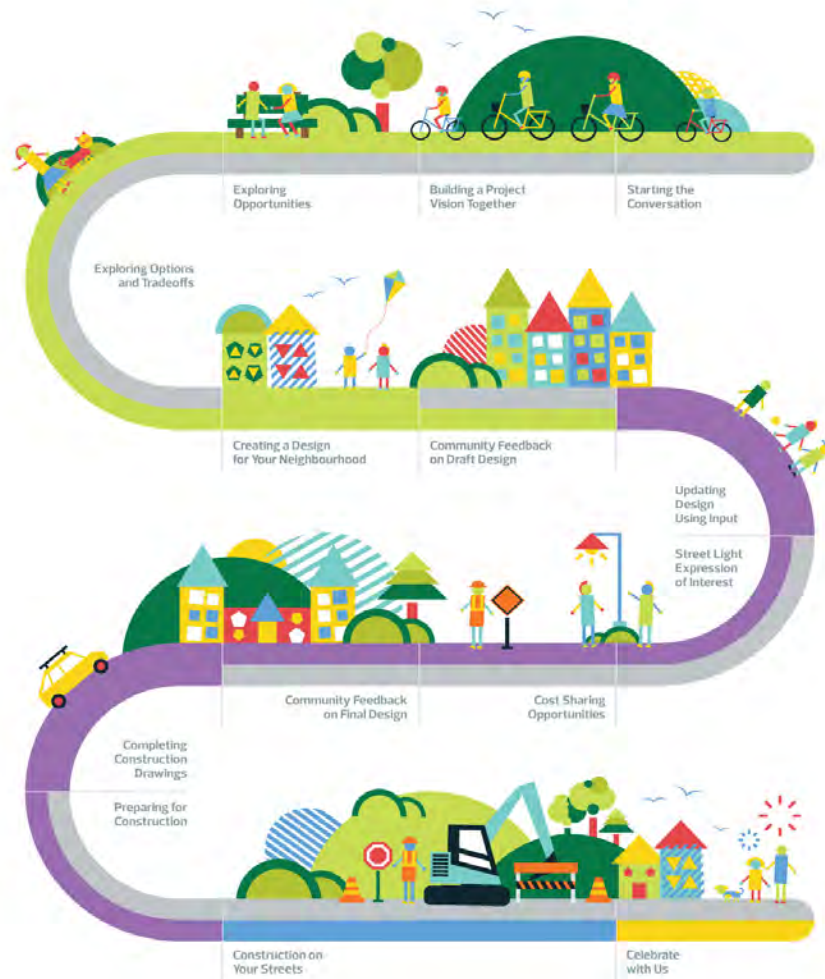 Exploring
Opportunities
Building a Project
Vision Together
Starting the
Conversation
Exploring Options
and Tradeoffs
Creating a Design
for Your Neighbourhood
Community Feedback
on Draft Design
Updating
Design
Using Input
Street Light
Expression
of Interest
Community Feedback
on Final Design
Cost Sharing
Opportunities
Completing
Construction
Drawings
Preparing for
Construction
Construction on
Your Streets
Celebrate
with Us